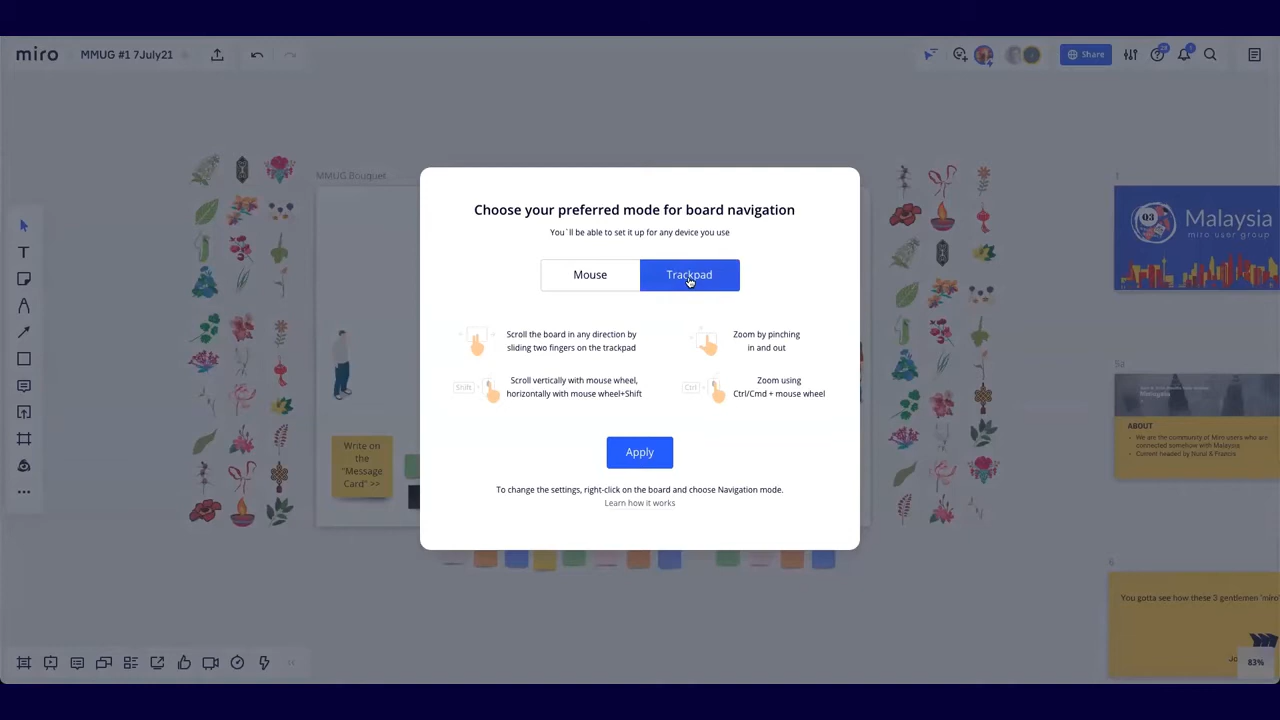 miro
MMUG #1 7July21
Share
MMUG Bouquet
Choose your preferred mode for board navigation
You`ll be able to set it up for any device you use
Mouse
Trackpad
Scroll the board in any direction by
sliding two fingers on the trackpad
Zoom by pinching
in and out
Shift
Scroll vertically with mouse wheel,
horizontally with mouse wheel+Shift
Ctrl
Zoom using
Ctrl/Cmd + mouse wheel
Apply
To change the settings, right-click on the board and choose Navigation mode.
Learn how it works
Write on
the
"Message
Card" >>
1
Q3
Malaysia
miro user group
5a
Malaysia
ABOUT
• We are the community of Miro users who are
connected somehow with Malaysia
• Current headed by Nurul & Francis
6
You gotta see how these 3 gentlemen 'miro'
83%